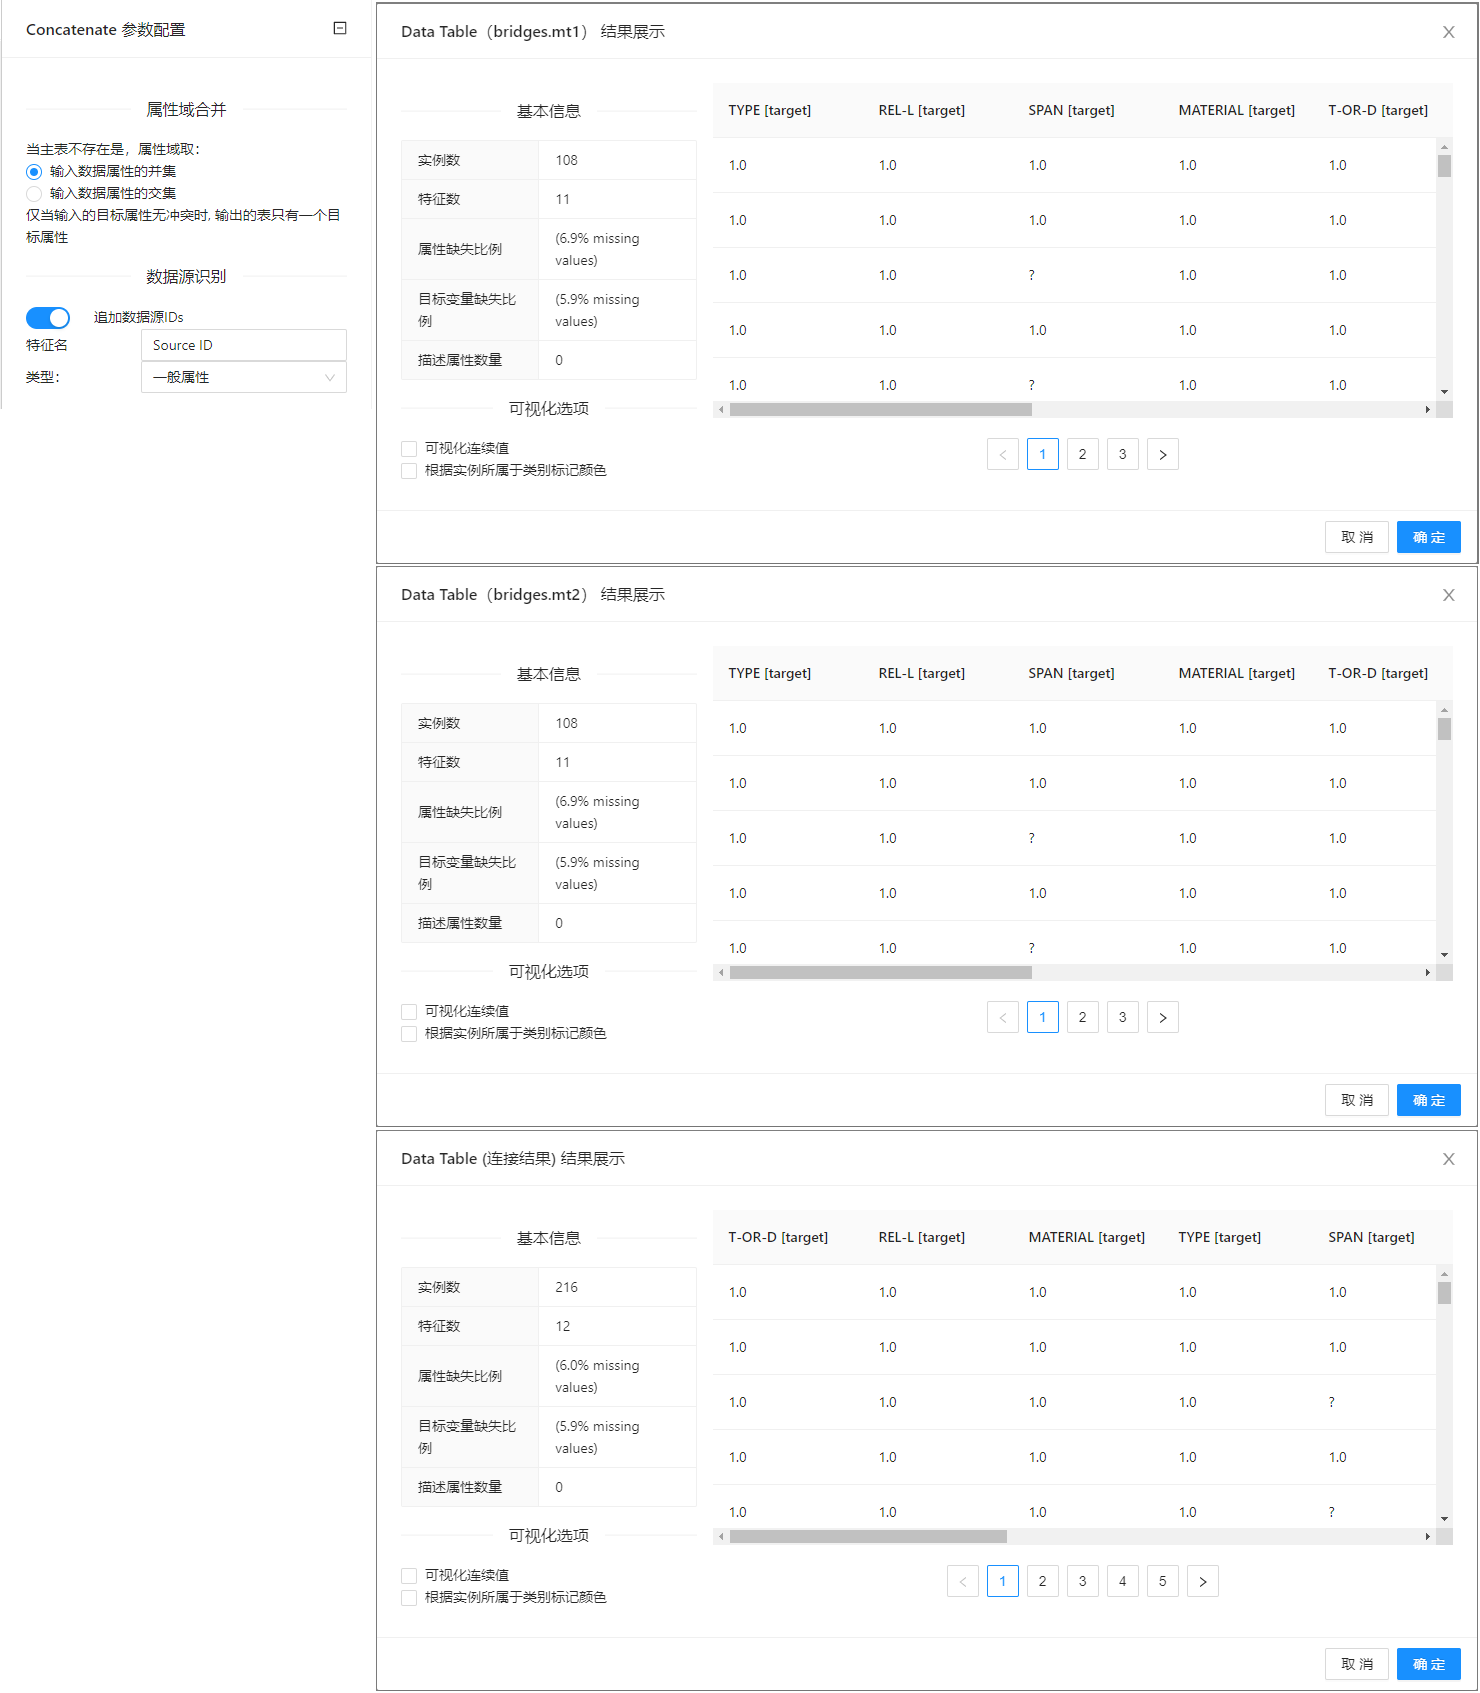 Concatenate 参数配置
属性域合并
当主表不存在是，属性域取：
输入数据属性的并集
输入数据属性的交集
仅当输入的目标属性无冲突时, 输出的表只有一个目
标属性
数据源识别
追加数据源IDs
特征名 Source ID
类型： 一般属性
Data Table（bridges.mt1） 结果展示 X
基本信息
实例数 108
特征数 11
属性缺失比例 (6.9% missing
values)
目标变量缺失比
例 (5.9% missing
values)
描述属性数量 0
可视化选项
可视化连续值
根据实例所属于类别标记颜色
TYPE [target] REL-L [target] SPAN [target] MATERIAL [target] T-OR-D [target]
1.0 1.0 1.0 1.0 1.0
1.0 1.0 1.0 1.0 1.0
1.0 1.0 ? 1.0 1.0
1.0 1.0 1.0 1.0 1.0
1.0 1.0 ? 1.0 1.0
< 1 2 3 >
取 消 确 定
Data Table（bridges.mt2） 结果展示 X
基本信息
实例数 108
特征数 11
属性缺失比例 (6.9% missing
values)
目标变量缺失比
例 (5.9% missing
values)
描述属性数量 0
可视化选项
可视化连续值
根据实例所属于类别标记颜色
TYPE [target] REL-L [target] SPAN [target] MATERIAL [target] T-OR-D [target]
1.0 1.0 1.0 1.0 1.0
1.0 1.0 1.0 1.0 1.0
1.0 1.0 ? 1.0 1.0
1.0 1.0 1.0 1.0 1.0
1.0 1.0 ? 1.0 1.0
< 1 2 3 >
取 消 确 定
Data Table (连接结果) 结果展示 X
基本信息
实例数 216
特征数 12
属性缺失比例 (6.0% missing
values)
目标变量缺失比
例 (5.9% missing
values)
描述属性数量 0
可视化选项
可视化连续值
根据实例所属于类别标记颜色
T-OR-D [target] REL-L [target] MATERIAL [target] TYPE [target] SPAN [target]
1.0 1.0 1.0 1.0 1.0
1.0 1.0 1.0 1.0 1.0
1.0 1.0 1.0 1.0 ?
1.0 1.0 1.0 1.0 1.0
1.0 1.0 1.0 1.0 ?
< 1 2 3 4 5 >
取 消 确 定